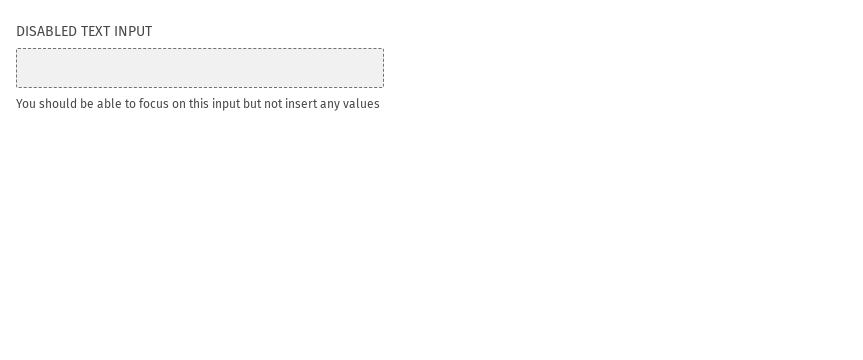 DISABLED TEXT INPUT
You should be able to focus on this input but not insert any values